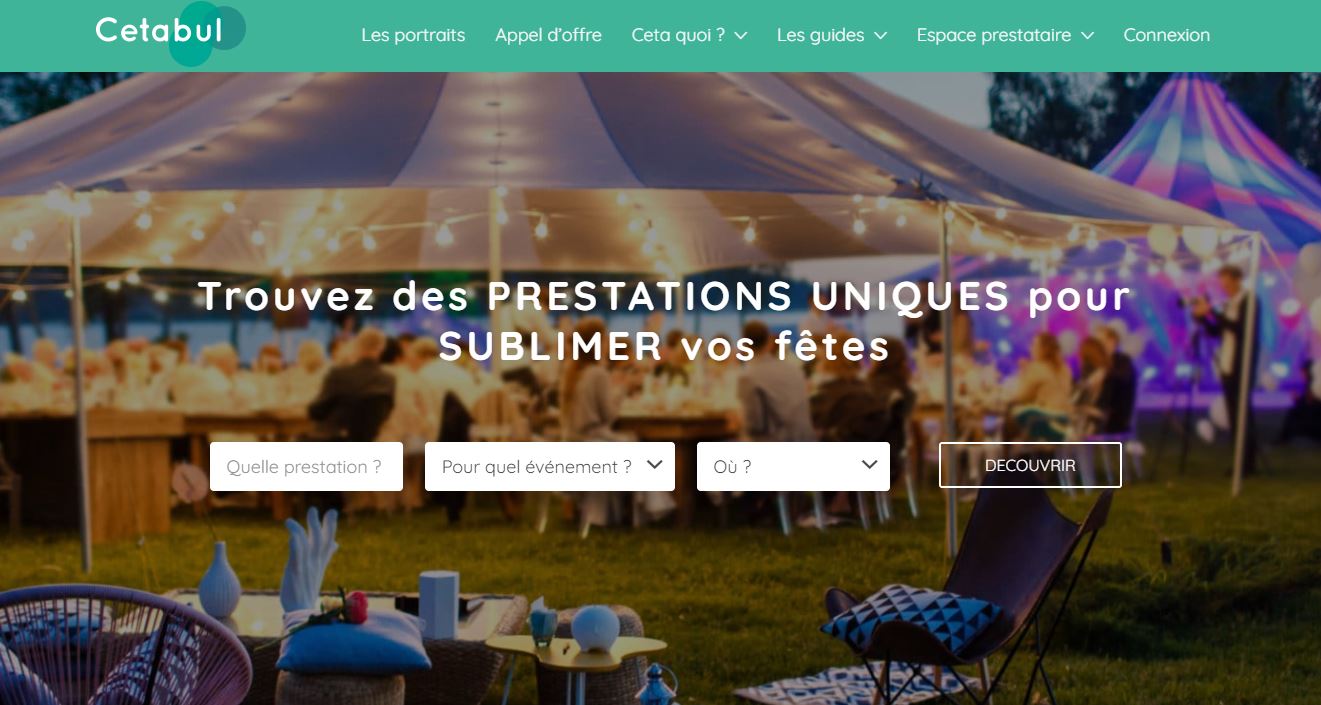 Cetabul
Les portraits
Appel d'offre
Ceta quoi ?
Les guides
Espace prestataire
Connexion
Trouvez des PRESTATIONS UNIQUES pour
SUBLIMER vos fêtes
Quelle prestation ?
Pour quel événement ?
Où ?
DECOUVRIR